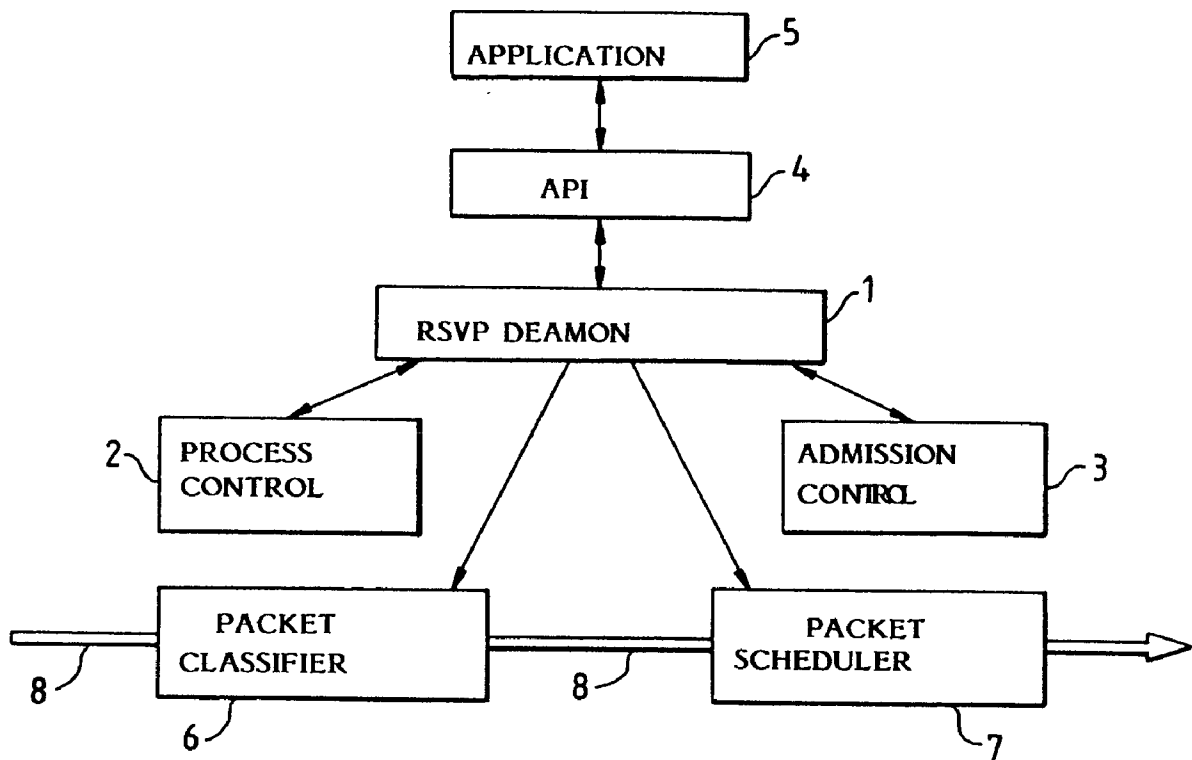 5
APPLICATION
API
4
1
RSVP DEAMON
2
PROCESS
CONTROL
ADMISSION
CONTROL
3
PACKET
CLASSIFIER
PACKET
SCHEDULER
8
8
6
7